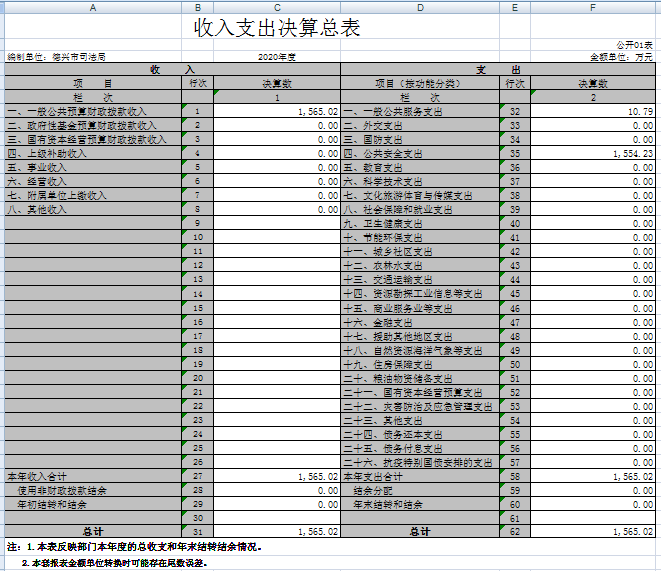 A B C D E F
收入支出决算总表
公开01表
编制单位：德兴市司法局 2020年度 金额单位：万元
收 入 支 出
项 目 行次 决算数 项目（按功能分类） 行次 决算数
栏 次 1 栏 次 2
一、一般公共预算财政拨款收入 1 1,565.02 一、一般公共服务支出 32 10.79
二、政府性基金预算财政拨款收入 2 0.00 二、外交支出 33 0.00
三、国有资本经营预算财政拨款收入 3 0.00 三、国防支出 34 0.00
四、上级补助收入 4 0.00 四、公共安全支出 35 1,554.23
五、事业收入 5 0.00 五、教育支出 36 0.00
六、经营收入 6 0.00 六、科学技术支出 37 0.00
七、附属单位上缴收入 7 0.00 七、文化旅游体育与传媒支出 38 0.00
八、其他收入 8 0.00 八、社会保障和就业支出 39 0.00
9 九、卫生健康支出 40 0.00
10 十、节能环保支出 41 0.00
11 十一、城乡社区支出 42 0.00
12 十二、农林水支出 43 0.00
13 十三、交通运输支出 44 0.00
14 十四、资源勘探工业信息等支出 45 0.00
15 十五、商业服务业等支出 46 0.00
16 十六、金融支出 47 0.00
17 十七、援助其他地区支出 48 0.00
18 十八、自然资源海洋气象等支出 49 0.00
19 十九、住房保障支出 50 0.00
20 二十、粮油物资储备支出 51 0.00
21 二十一、国有资本经营预算支出 52 0.00
22 二十二、灾害防治及应急管理支出 53 0.00
23 二十三、其他支出 54 0.00
24 二十四、债务还本支出 55 0.00
25 二十五、债务付息支出 56 0.00
26 二十六、抗疫特别国债安排的支出 57 0.00
本年收入合计 27 1,565.02 本年支出合计 58 1,565.02
使用非财政拨款结余 28 0.00 结余分配 59 0.00
年初结转和结余 29 0.00 年末结转和结余 60 0.00
30 61
总计 31 1,565.02 总计 62 1,565.02
注：1.本表反映部门本年度的总收支和年末结转结余情况。
2.本套报表金额单位转换时可能存在尾数误差。